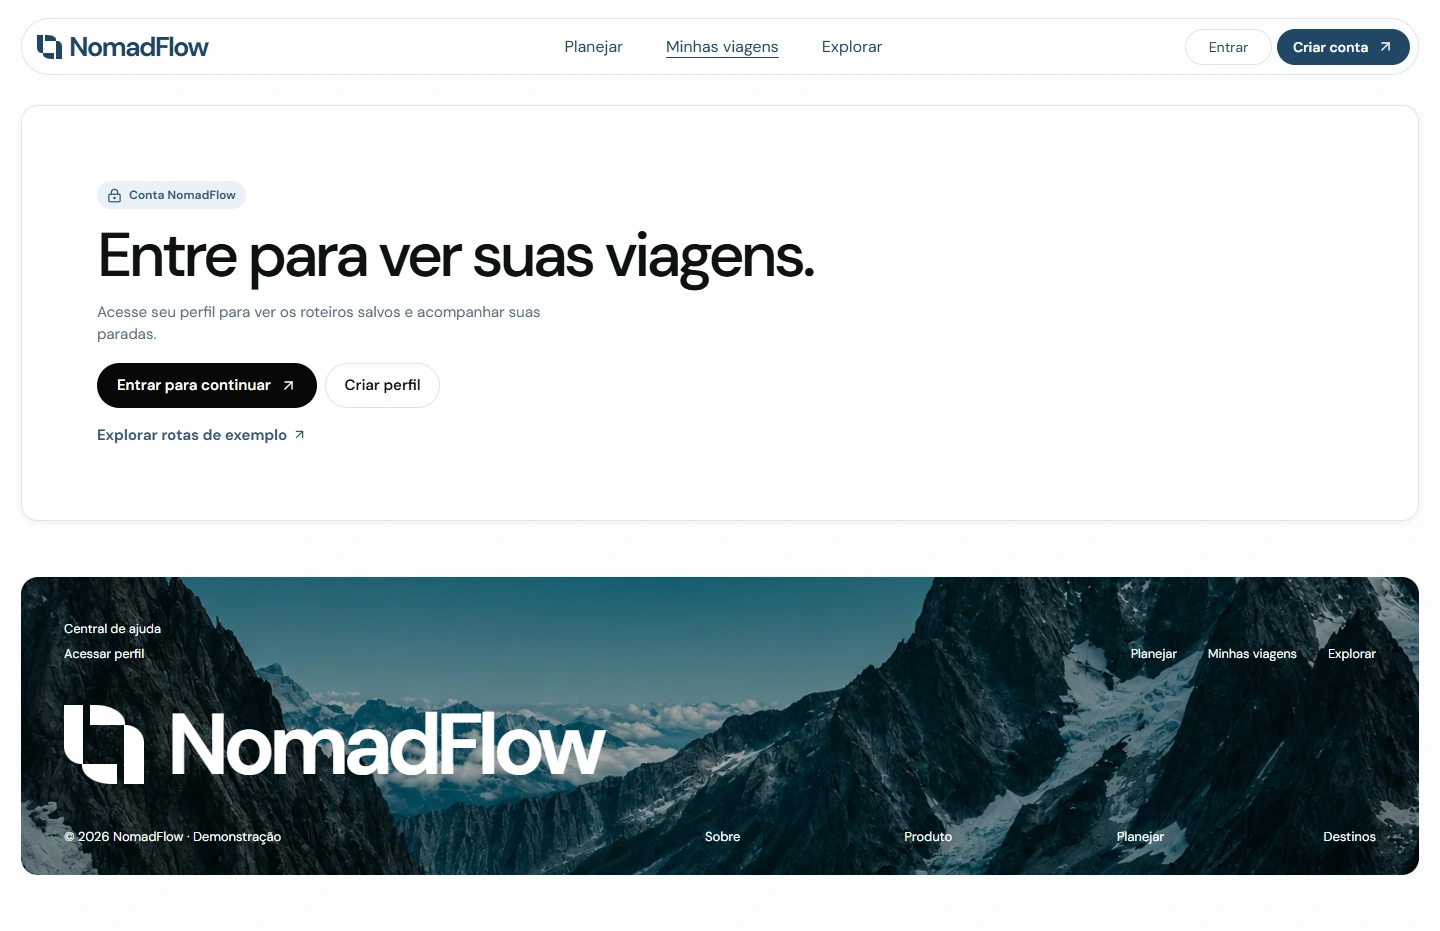 NomadFlow
Planejar
Minhas viagens
Explorar
Entrar
Criar conta
Conta NomadFlow
Entre para ver suas viagens.
Acesse seu perfil para ver os roteiros salvos e acompanhar suas
paradas.
Entrar para continuar
Criar perfil
Explorar rotas de exemplo
Central de ajuda
Acessar perfil
Planejar
Minhas viagens
Explorar
NomadFlow
© 2026 NomadFlow · Demonstração
Sobre
Produto
Planejar
Destinos